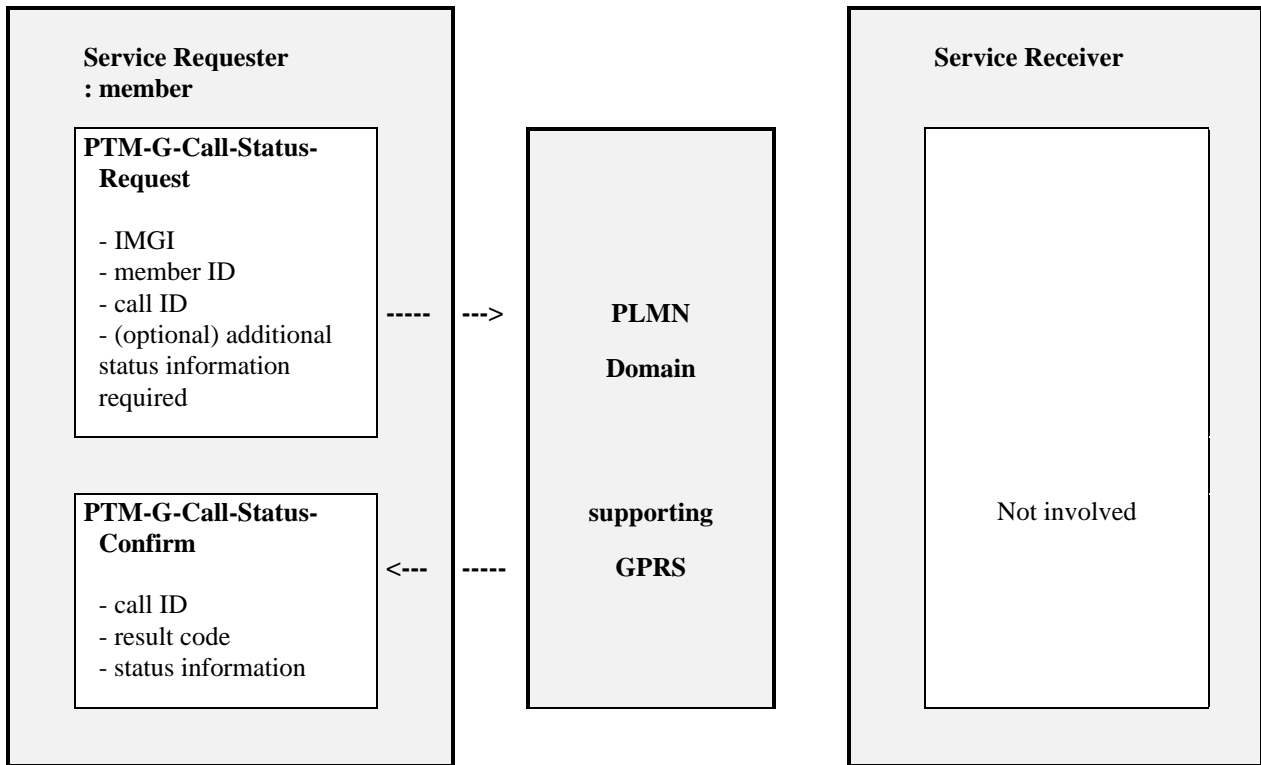 Service Requester
: member
PTM-G-Call-Status-
Request
- IMGI
- member ID
- call ID
- (optional) additional
status information
required
----- --->
PTM-G-Call-Status-
Confirm
- call ID
- result code
- status information
<--- -----
PLMN
Domain
supporting
GPRS
Service Receiver
Not involved